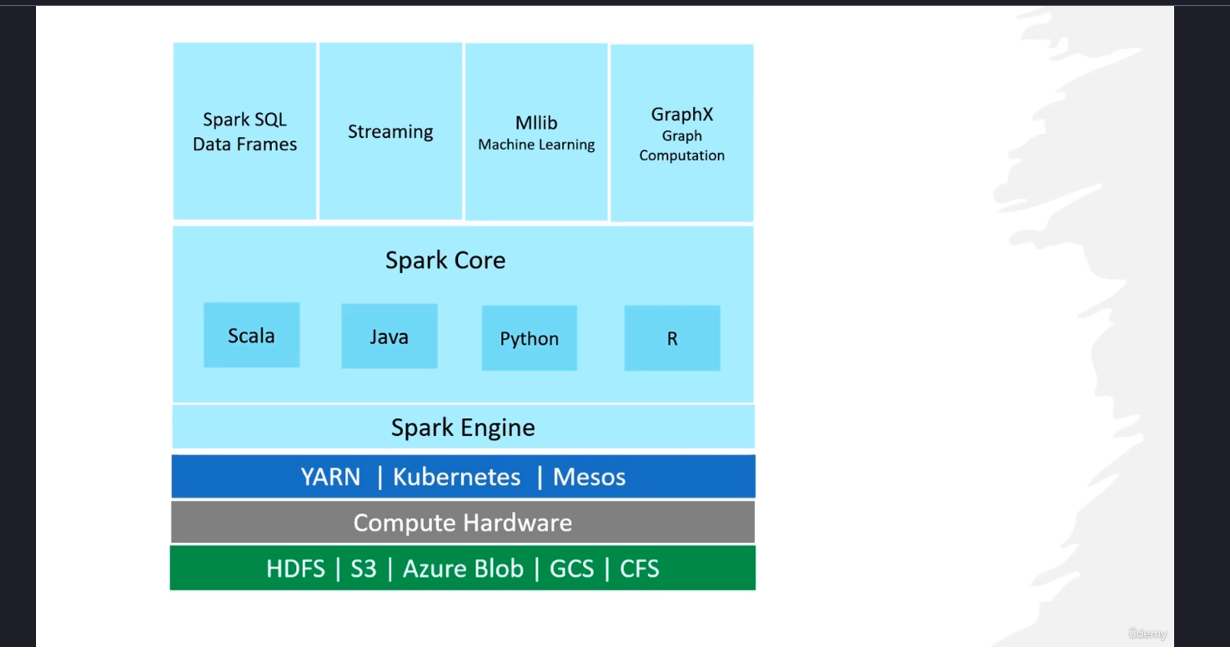 Spark SQL
Data Frames
Streaming
Mllib
Machine Learning
GraphX
Graph
Computation
Spark Core
Scala
Java
Python
R
Spark Engine
YARN | Kubernetes | Mesos
Compute Hardware
HDFS | S3 | Azure Blob | GCS | CFS
ûdemy